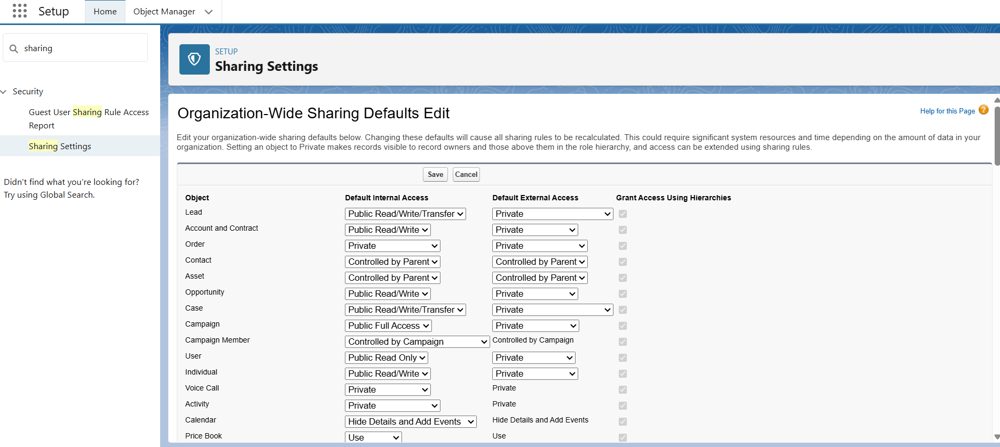 Setup
Home
Object Manager
sharing
Security
Guest User Sharing Rule Access
Report
Sharing Settings
Didn't find what you're looking for?
Try using Global Search.
SETUP
Sharing Settings
Organization-Wide Sharing Defaults Edit
Help for this Page ?
Edit your organization-wide sharing defaults below. Changing these defaults will cause all sharing rules to be recalculated. This could require significant system resources and time depending on the amount of data in your
organization. Setting an object to Private makes records visible to record owners and those above them in the role hierarchy, and access can be extended using sharing rules.
Save Cancel
Object Default Internal Access Default External Access Grant Access Using Hierarchies
Lead Public Read/Write/Transfer Private
Account and Contract Public Read/Write Private
Order Private Private
Contact Controlled by Parent Controlled by Parent
Asset Controlled by Parent Controlled by Parent
Opportunity Public Read/Write Private
Case Public Read/Write/Transfer Private
Campaign Public Full Access Private
Campaign Member Controlled by Campaign Controlled by Campaign
User Public Read Only Private
Individual Public Read/Write Private
Voice Call Private Private
Activity Private Private
Calendar Hide Details and Add Events Hide Details and Add Events
Price Book Use Use